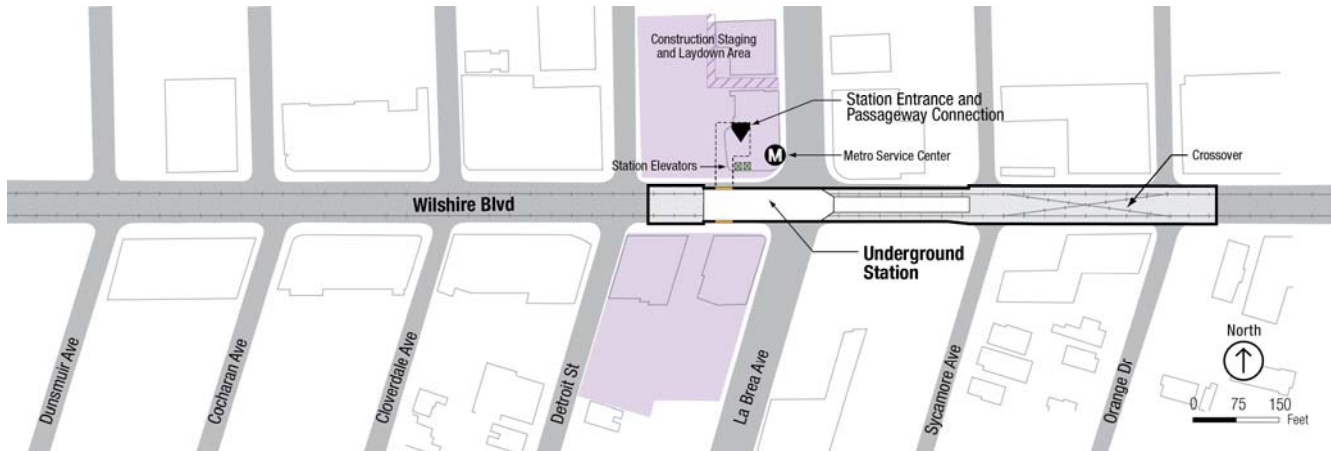 Construction Staging
and Laydown Area
Station Entrance and
Passageway Connection
Station Elevators
M
Metro Service Center
Crossover
Wilshire Blvd
Underground
Station
Dunsmuir Ave
Cocharan Ave
Cloverdale Ave
Detroit St
La Brea Ave
Sycamore Ave
Orange Dr
North
0 75 150
Feet